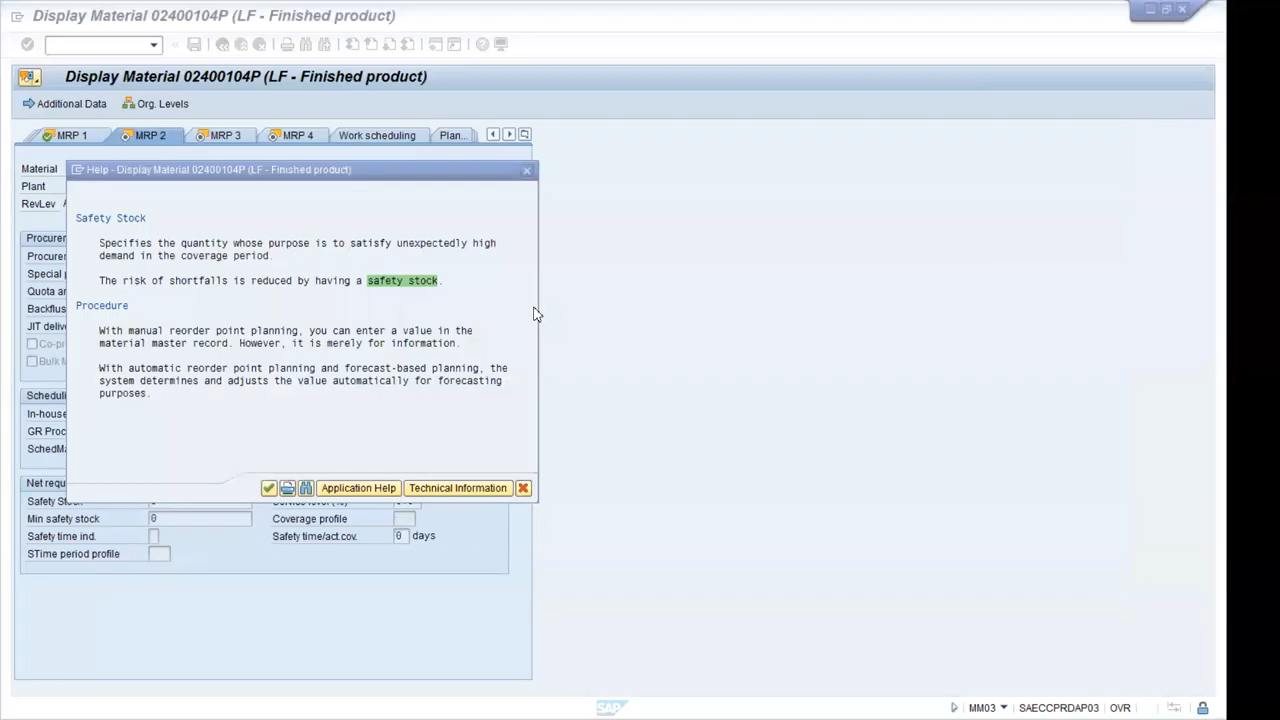 Display Material 02400104P (LF - Finished product)
Display Material 02400104P (LF - Finished product)
Additional Data Org. Levels
MRP 1 MRP 2 MRP 3 MRP 4 Work scheduling Plan...
Material
Plant
RevLev
Help - Display Material 02400104P (LF - Finished product)
Safety Stock
Specifies the quantity whose purpose is to satisfy unexpectedly high
demand in the coverage period.
The risk of shortfalls is reduced by having a safety stock.
Procedure
With manual reorder point planning, you can enter a value in the
material master record. However, it is merely for information.
With automatic reorder point planning and forecast-based planning, the
system determines and adjusts the value automatically for forecasting
purposes.
Application Help Technical Information
Procurem
Procurem
Special p
Quota ar
Backflus
JIT delive
Co-pr
Bulk M
Scheduli
In-house
GR Proc
SchedMa
Net requ
Safety Stock
Min safety stock 0 Coverage profile
Safety time ind. Safety time/act.cov. 0 days
STime period profile
SAP MM03 SAECCPRDAP03 OVR